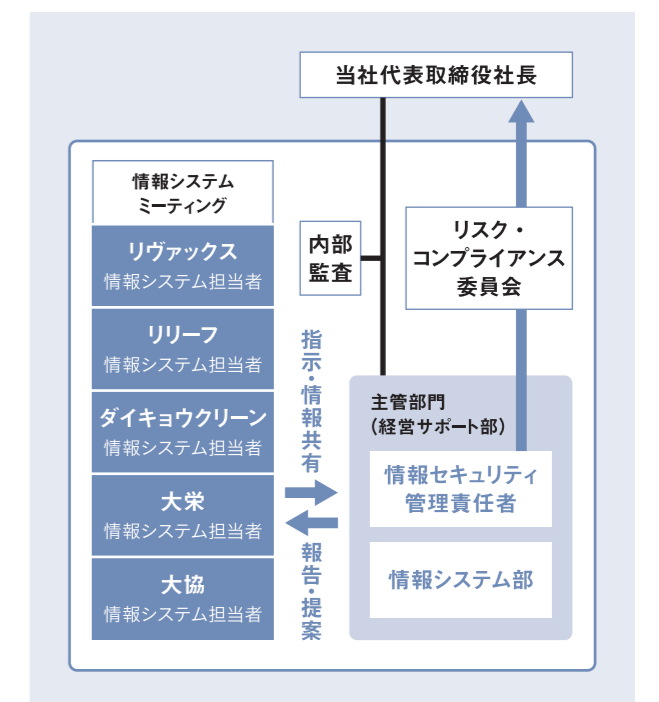 当社代表取締役社長
情報システム
ミーティング
リヴァックス
情報システム担当者
リリーフ
情報システム担当者
ダイキョウクリーン
情報システム担当者
大栄
情報システム担当者
大協
情報システム担当者
内部
監査
リスク・
コンプライアンス
委員会
指示・情報共有
報告・提案
主管部門
（経営サポート部）
情報セキュリティ
管理責任者
情報システム部